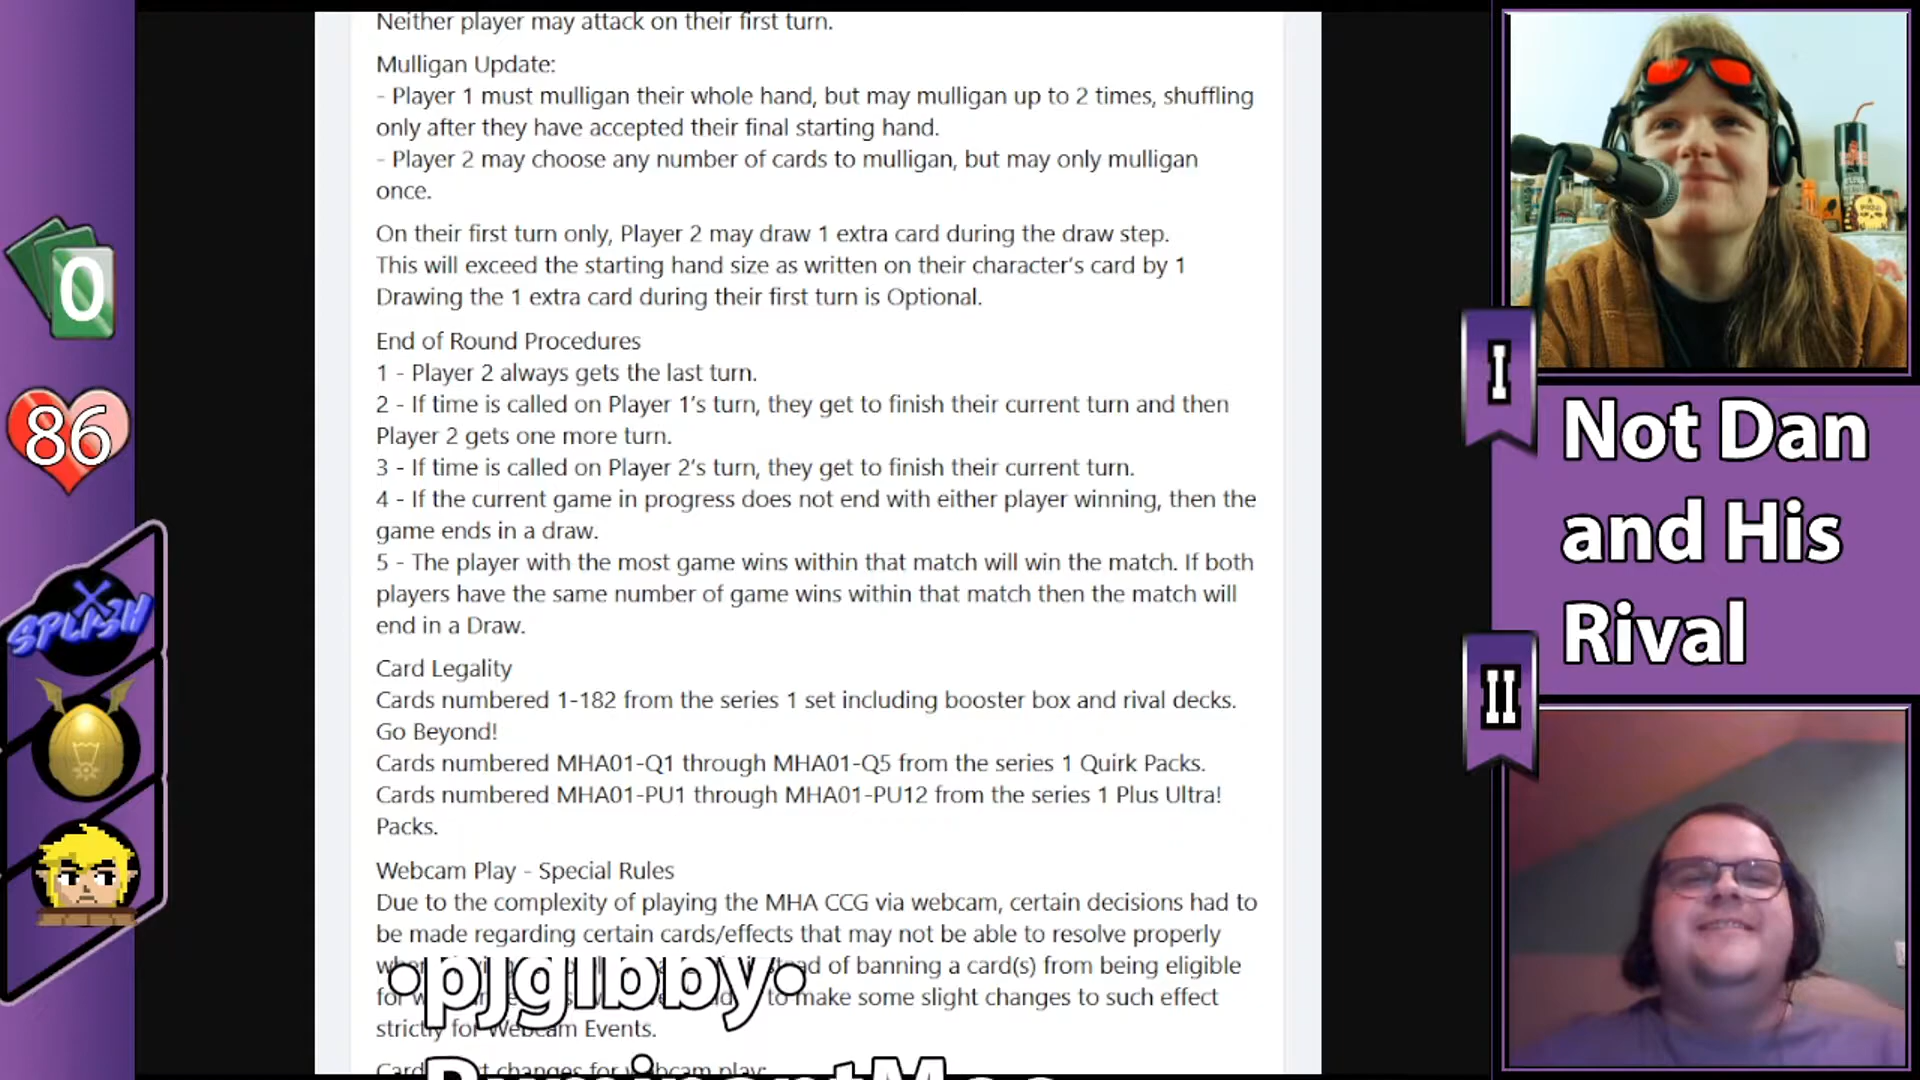 Neither player may attack on their first turn.
Mulligan Update:
- Player 1 must mulligan their whole hand, but may mulligan up to 2 times, shuffling
only after they have accepted their final starting hand.
- Player 2 may choose any number of cards to mulligan, but may only mulligan
once.
On their first turn only, Player 2 may draw 1 extra card during the draw step.
This will exceed the starting hand size as written on their character's card by 1
Drawing the 1 extra card during their first turn is Optional.
End of Round Procedures
1 - Player 2 always gets the last turn.
2 - If time is called on Player 1's turn, they get to finish their current turn and then
Player 2 gets one more turn.
3 - If time is called on Player 2's turn, they get to finish their current turn.
4 - If the current game in progress does not end with either player winning, then the
game ends in a draw.
5 - The player with the most game wins within that match will win the match. If both
players have the same number of game wins within that match then the match will
end in a Draw.
Card Legality
Cards numbered 1-182 from the series 1 set including booster box and rival decks.
Go Beyond!
Cards numbered MHA01-Q1 through MHA01-Q5 from the series 1 Quirk Packs.
Cards numbered MHA01-PU1 through MHA01-PU12 from the series 1 Plus Ultra!
Packs.
Webcam Play - Special Rules
Due to the complexity of playing the MHA CCG via webcam, certain decisions had to
be made regarding certain cards/effects that may not be able to resolve properly
of banning a card(s) from being eligible
for to make some slight changes to such effect
strictly for Webcam Events.
changes for webcam play:
•pjgibby•
0
86
SPLASH
I
Not Dan
and His
Rival
II